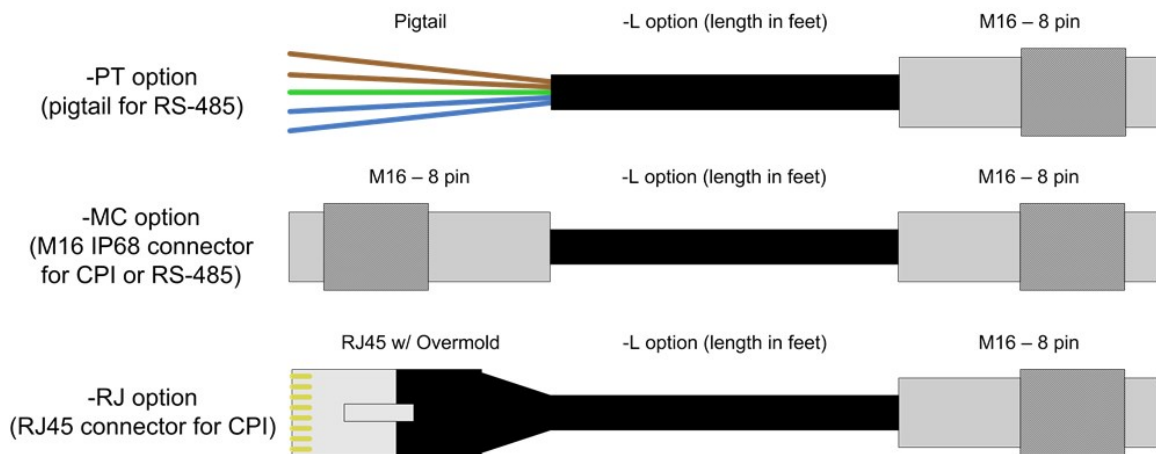 Pigtail
-L option (length in feet)
M16 – 8 pin
-PT option
(pigtail for RS-485)
M16 – 8 pin
-L option (length in feet)
M16 – 8 pin
-MC option
(M16 IP68 connector
for CPI or RS-485)
RJ45 w/ Overmold
-L option (length in feet)
M16 – 8 pin
-RJ option
(RJ45 connector for CPI)